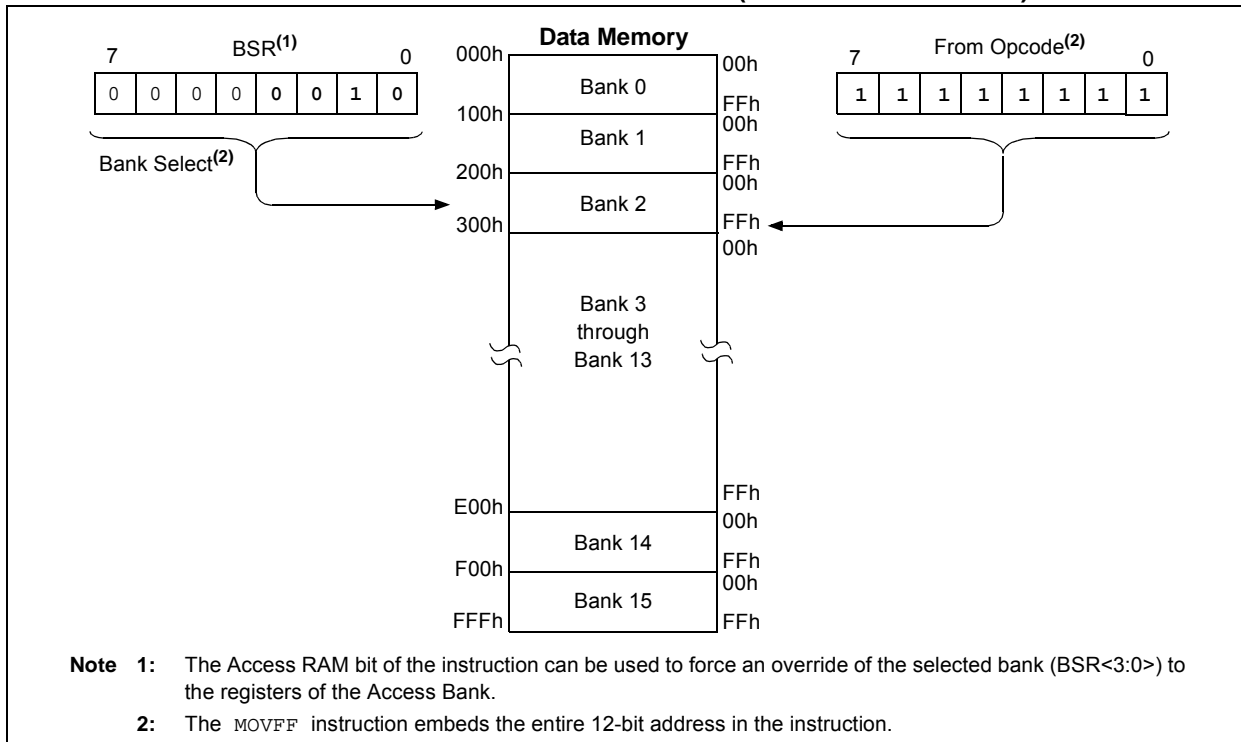 7 BSR(1) 0
0 0 0 0 0 0 1 0
Bank Select(2)
Data Memory
000h
100h
200h
300h
E00h
F00h
FFFh
Bank 0
Bank 1
Bank 2
Bank 3
through
Bank 13
Bank 14
Bank 15
00h
FFh
00h
FFh
00h
FFh
00h
FFh
00h
FFh
00h
FFh
7 From Opcode(2) 0
1 1 1 1 1 1 1 1
Note 1: The Access RAM bit of the instruction can be used to force an override of the selected bank (BSR<3:0>) to
the registers of the Access Bank.
2: The MOVFF instruction embeds the entire 12-bit address in the instruction.